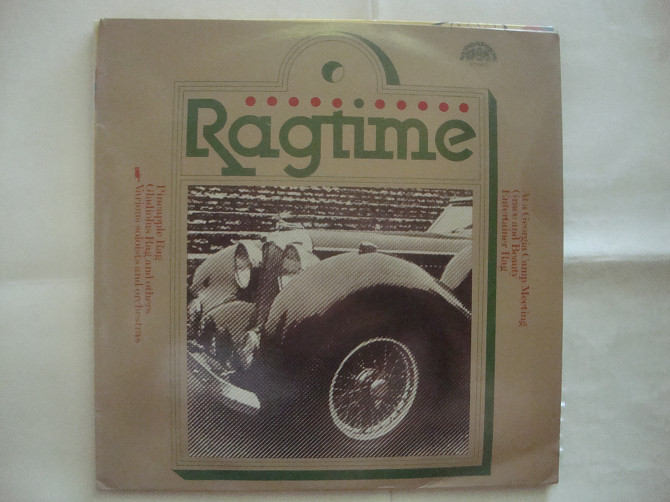 Ragtime
At a Georgia Camp Meeting
Grace and Beauty
Entertainer Rag
Pineapple Rag
Gladiolus Rag and others
Various soloists and orchestras